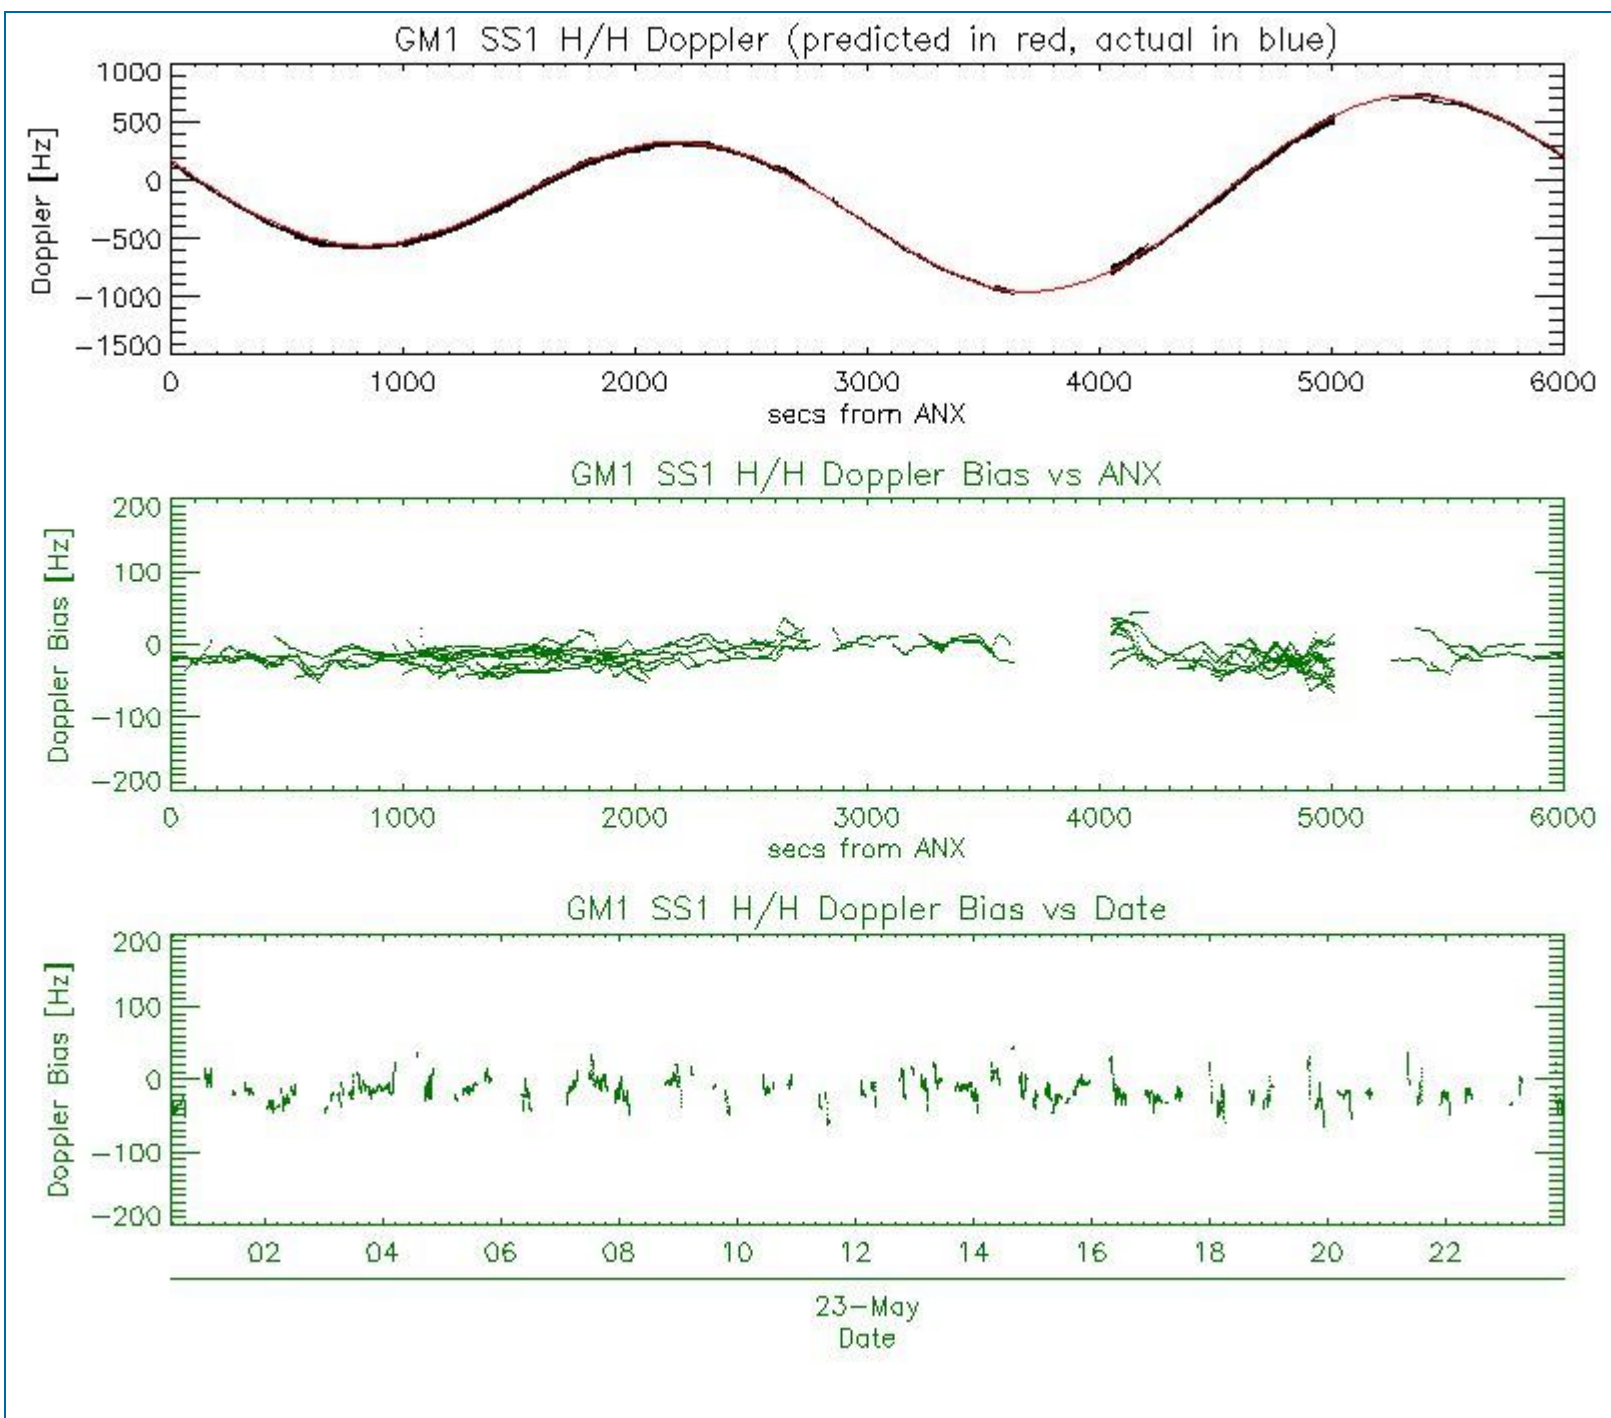 GM1 SS1 H/H Doppler (predicted in red, actual in blue)
Doppler [Hz]
1000
500
0
−500
−1000
−1500
0 1000 2000 3000 4000 5000 6000
secs from ANX
GM1 SS1 H/H Doppler Bias vs ANX
Doppler Bias [Hz]
200
100
0
−100
−200
0 1000 2000 3000 4000 5000 6000
secs from ANX
GM1 SS1 H/H Doppler Bias vs Date
Doppler Bias [Hz]
200
100
0
−100
−200
02 04 06 08 10 12 14 16 18 20 22
23−May
Date